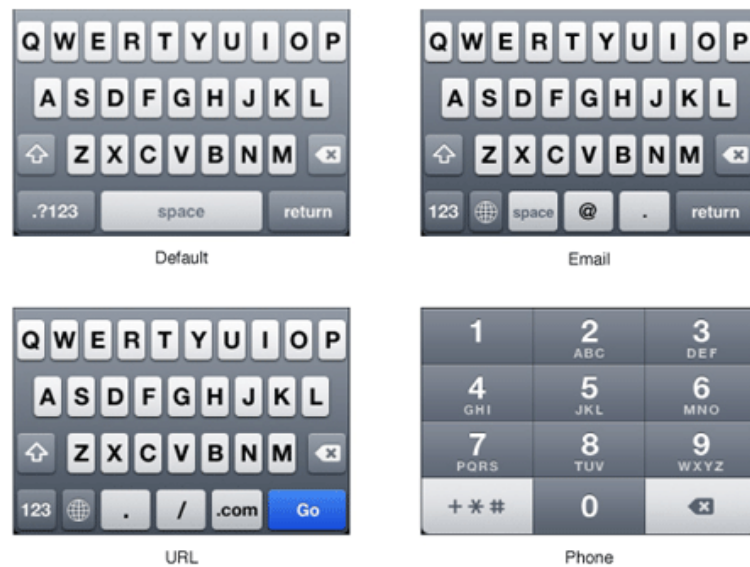 Q W E R T Y U I O P
A S D F G H J K L
Z X C V B N M
.?123 space return
Default
Q W E R T Y U I O P
A S D F G H J K L
Z X C V B N M
123 space @ . return
Email
Q W E R T Y U I O P
A S D F G H J K L
Z X C V B N M
123 . / .com Go
URL
1 2 3
ABC DEF
4 5 6
GHI JKL MNO
7 8 9
PQRS TUV WXYZ
+*# 0
Phone